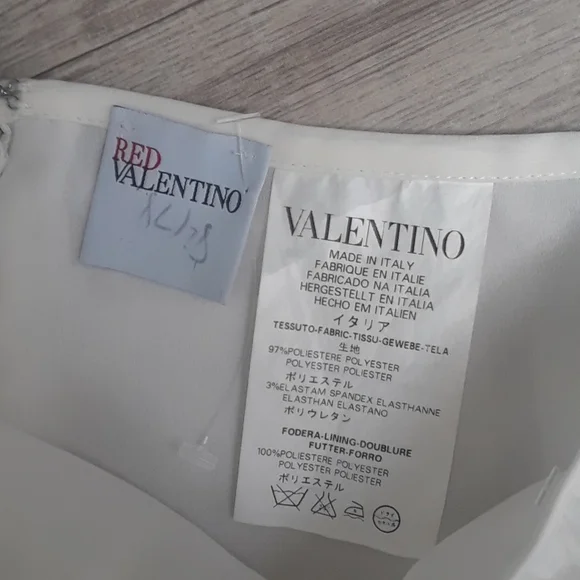 RED
VALENTINO
VALENTINO
MADE IN ITALY
FABRIQUE EN ITALIE
FABRICADO NA ITALIA
HERGESTELLT EN ITALIA
HECHO EM ITALIEN
イタリア
TESSUTO-FABRIC-TISSU-GEWEBE-TELA
生地
97%POLIESTERE POLYESTER
POLYESTER POLIESTER
ポリエステル
3%ELASTAM SPANDEX ELASTHANNE
ELASTHAN ELASTANO
ポリウレタン
FODERA-LINING-DOUBLURE
FUTTER-FORRO
100%POLIESTERE POLYESTER
POLYESTER POLIESTER
ポリエステル